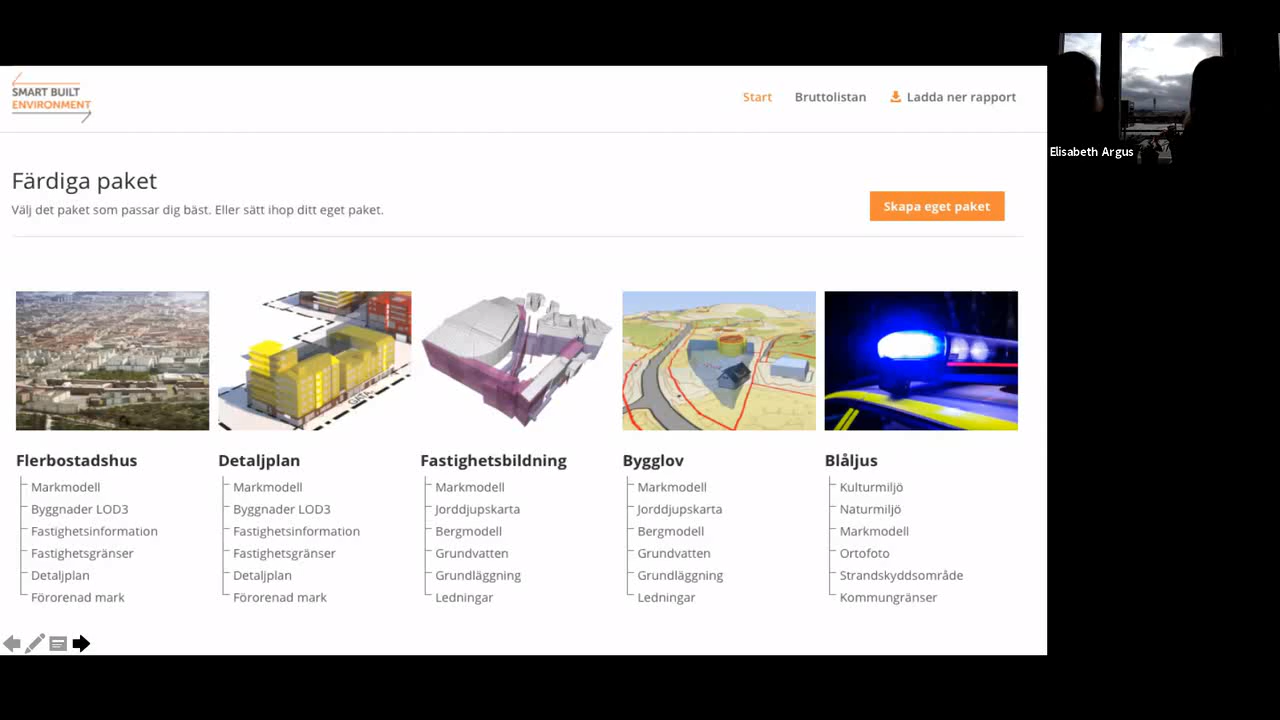 SMART BUILT
ENVIRONMENT
Start
Bruttolistan
Ladda ner rapport
Elisabeth Argus
Färdiga paket
Välj det paket som passar dig bäst. Eller sätt ihop ditt eget paket.
Skapa eget paket
GATA
Flerbostadshus
Markmodell
Byggnader LOD3
Fastighetsinformation
Fastighetsgränser
Detaljplan
Förorenad mark
Detaljplan
Markmodell
Byggnader LOD3
Fastighetsinformation
Fastighetsgränser
Detaljplan
Förorenad mark
Fastighetsbildning
Markmodell
Jorddjupskarta
Bergmodell
Grundvatten
Grundläggning
Ledningar
Bygglov
Markmodell
Jorddjupskarta
Bergmodell
Grundvatten
Grundläggning
Ledningar
Blåljus
Kulturmiljö
Naturmiljö
Markmodell
Ortofoto
Strandskyddsområde
Kommungränser